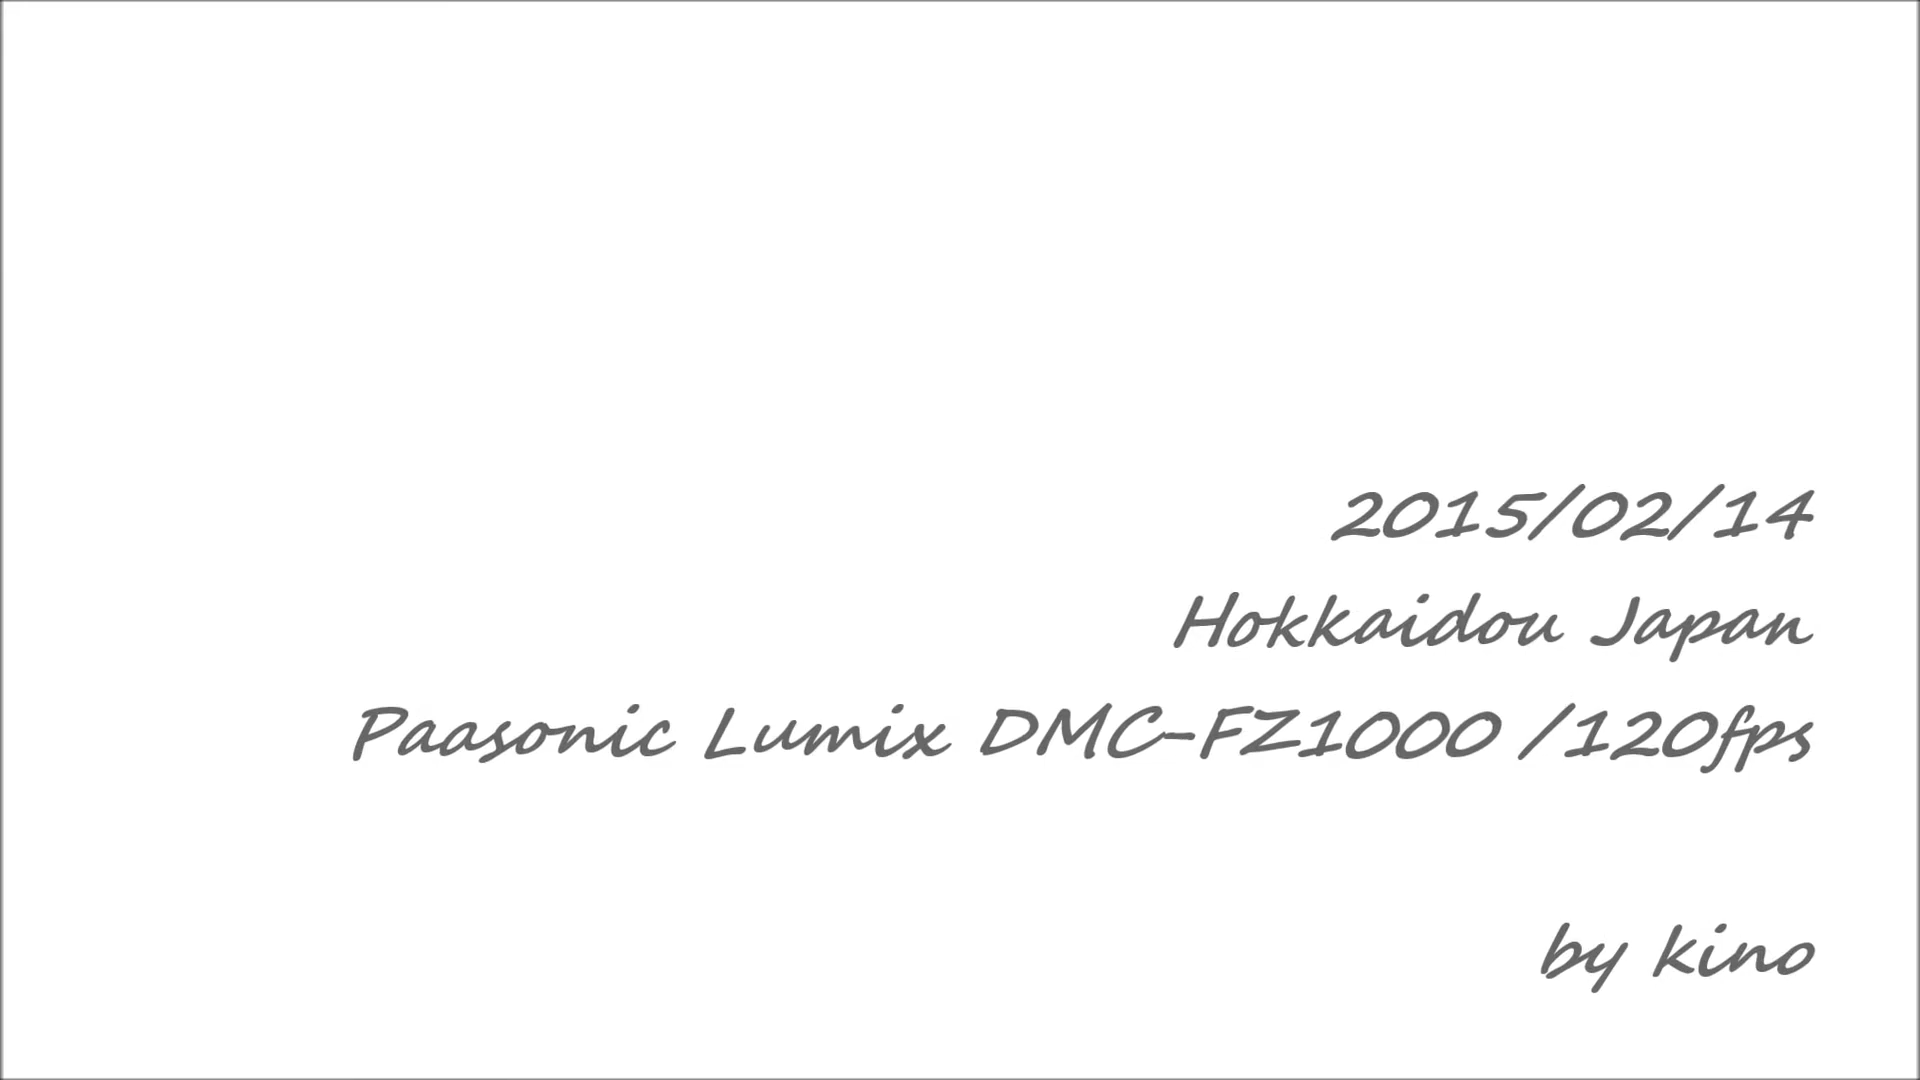 2015/02/14
Hokkaidou Japan
Paasonic Lumix DMC-FZ1000 /120fps
by kino